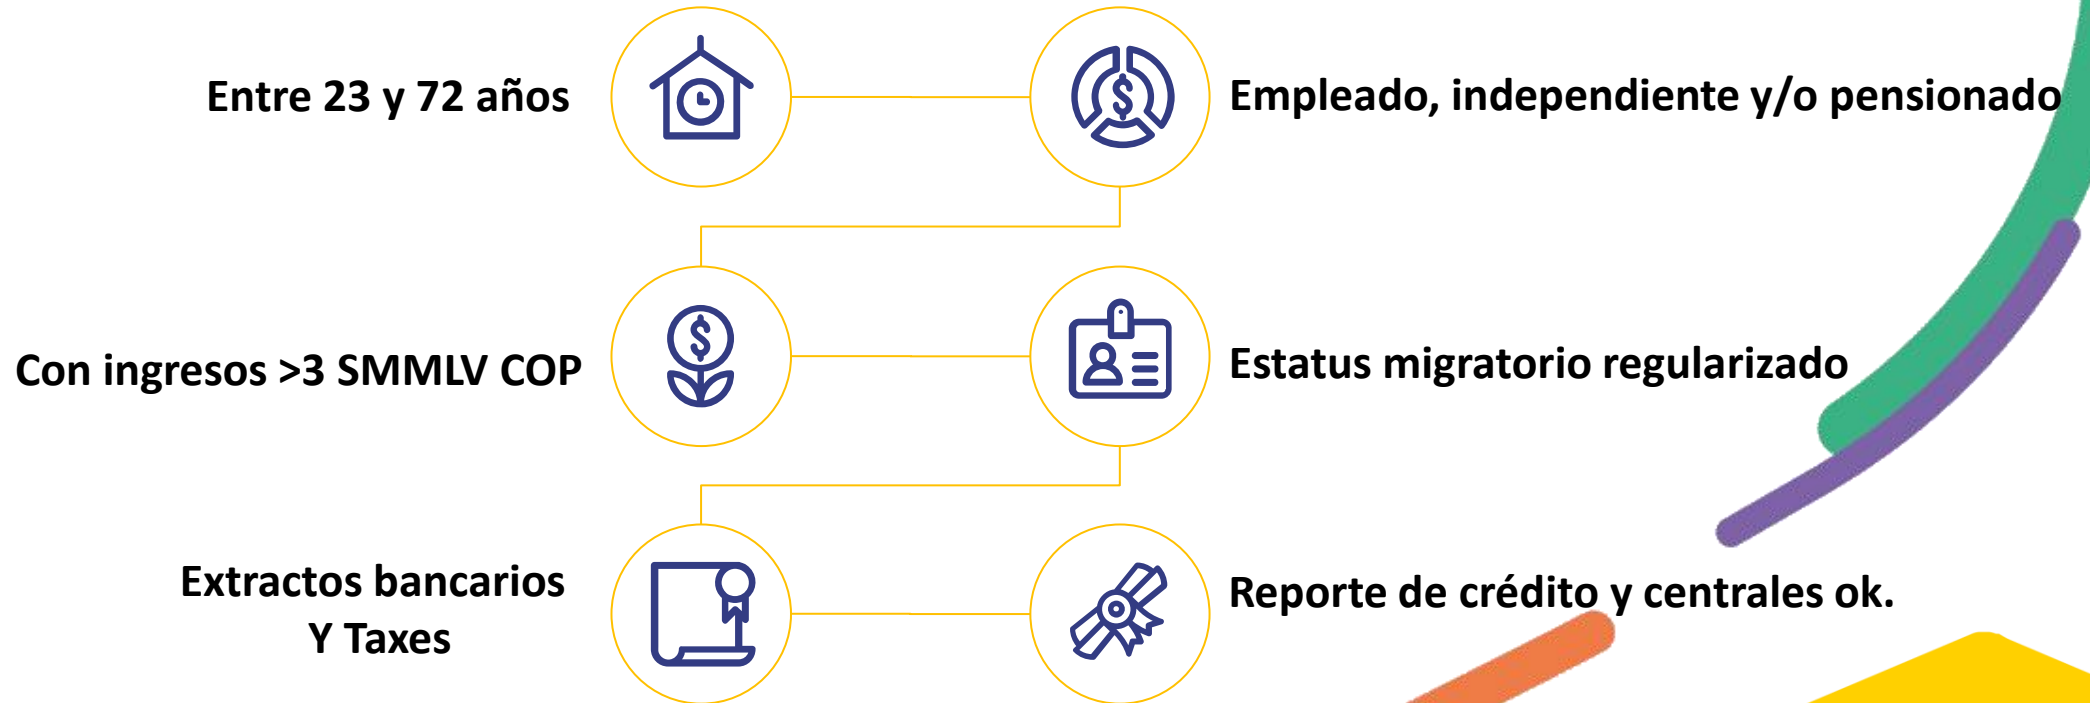 Entre 23 y 72 años
Empleado, independiente y/o pensionado
Con ingresos >3 SMMLV COP
Estatus migratorio regularizado
Extractos bancarios
Y Taxes
Reporte de crédito y centrales ok.